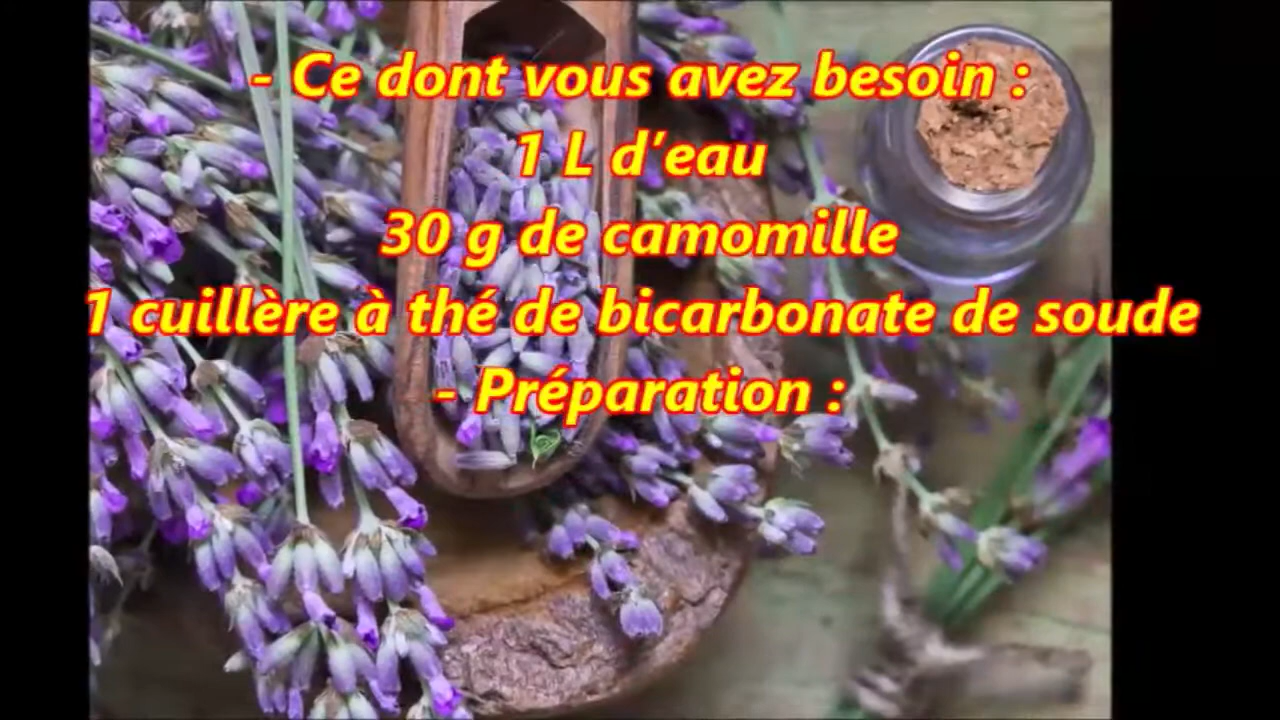 - Ce dont vous avez besoin :
1 L d'eau
30 g de camomille
1 cuillère à thé de bicarbonate de soude
- Préparation :